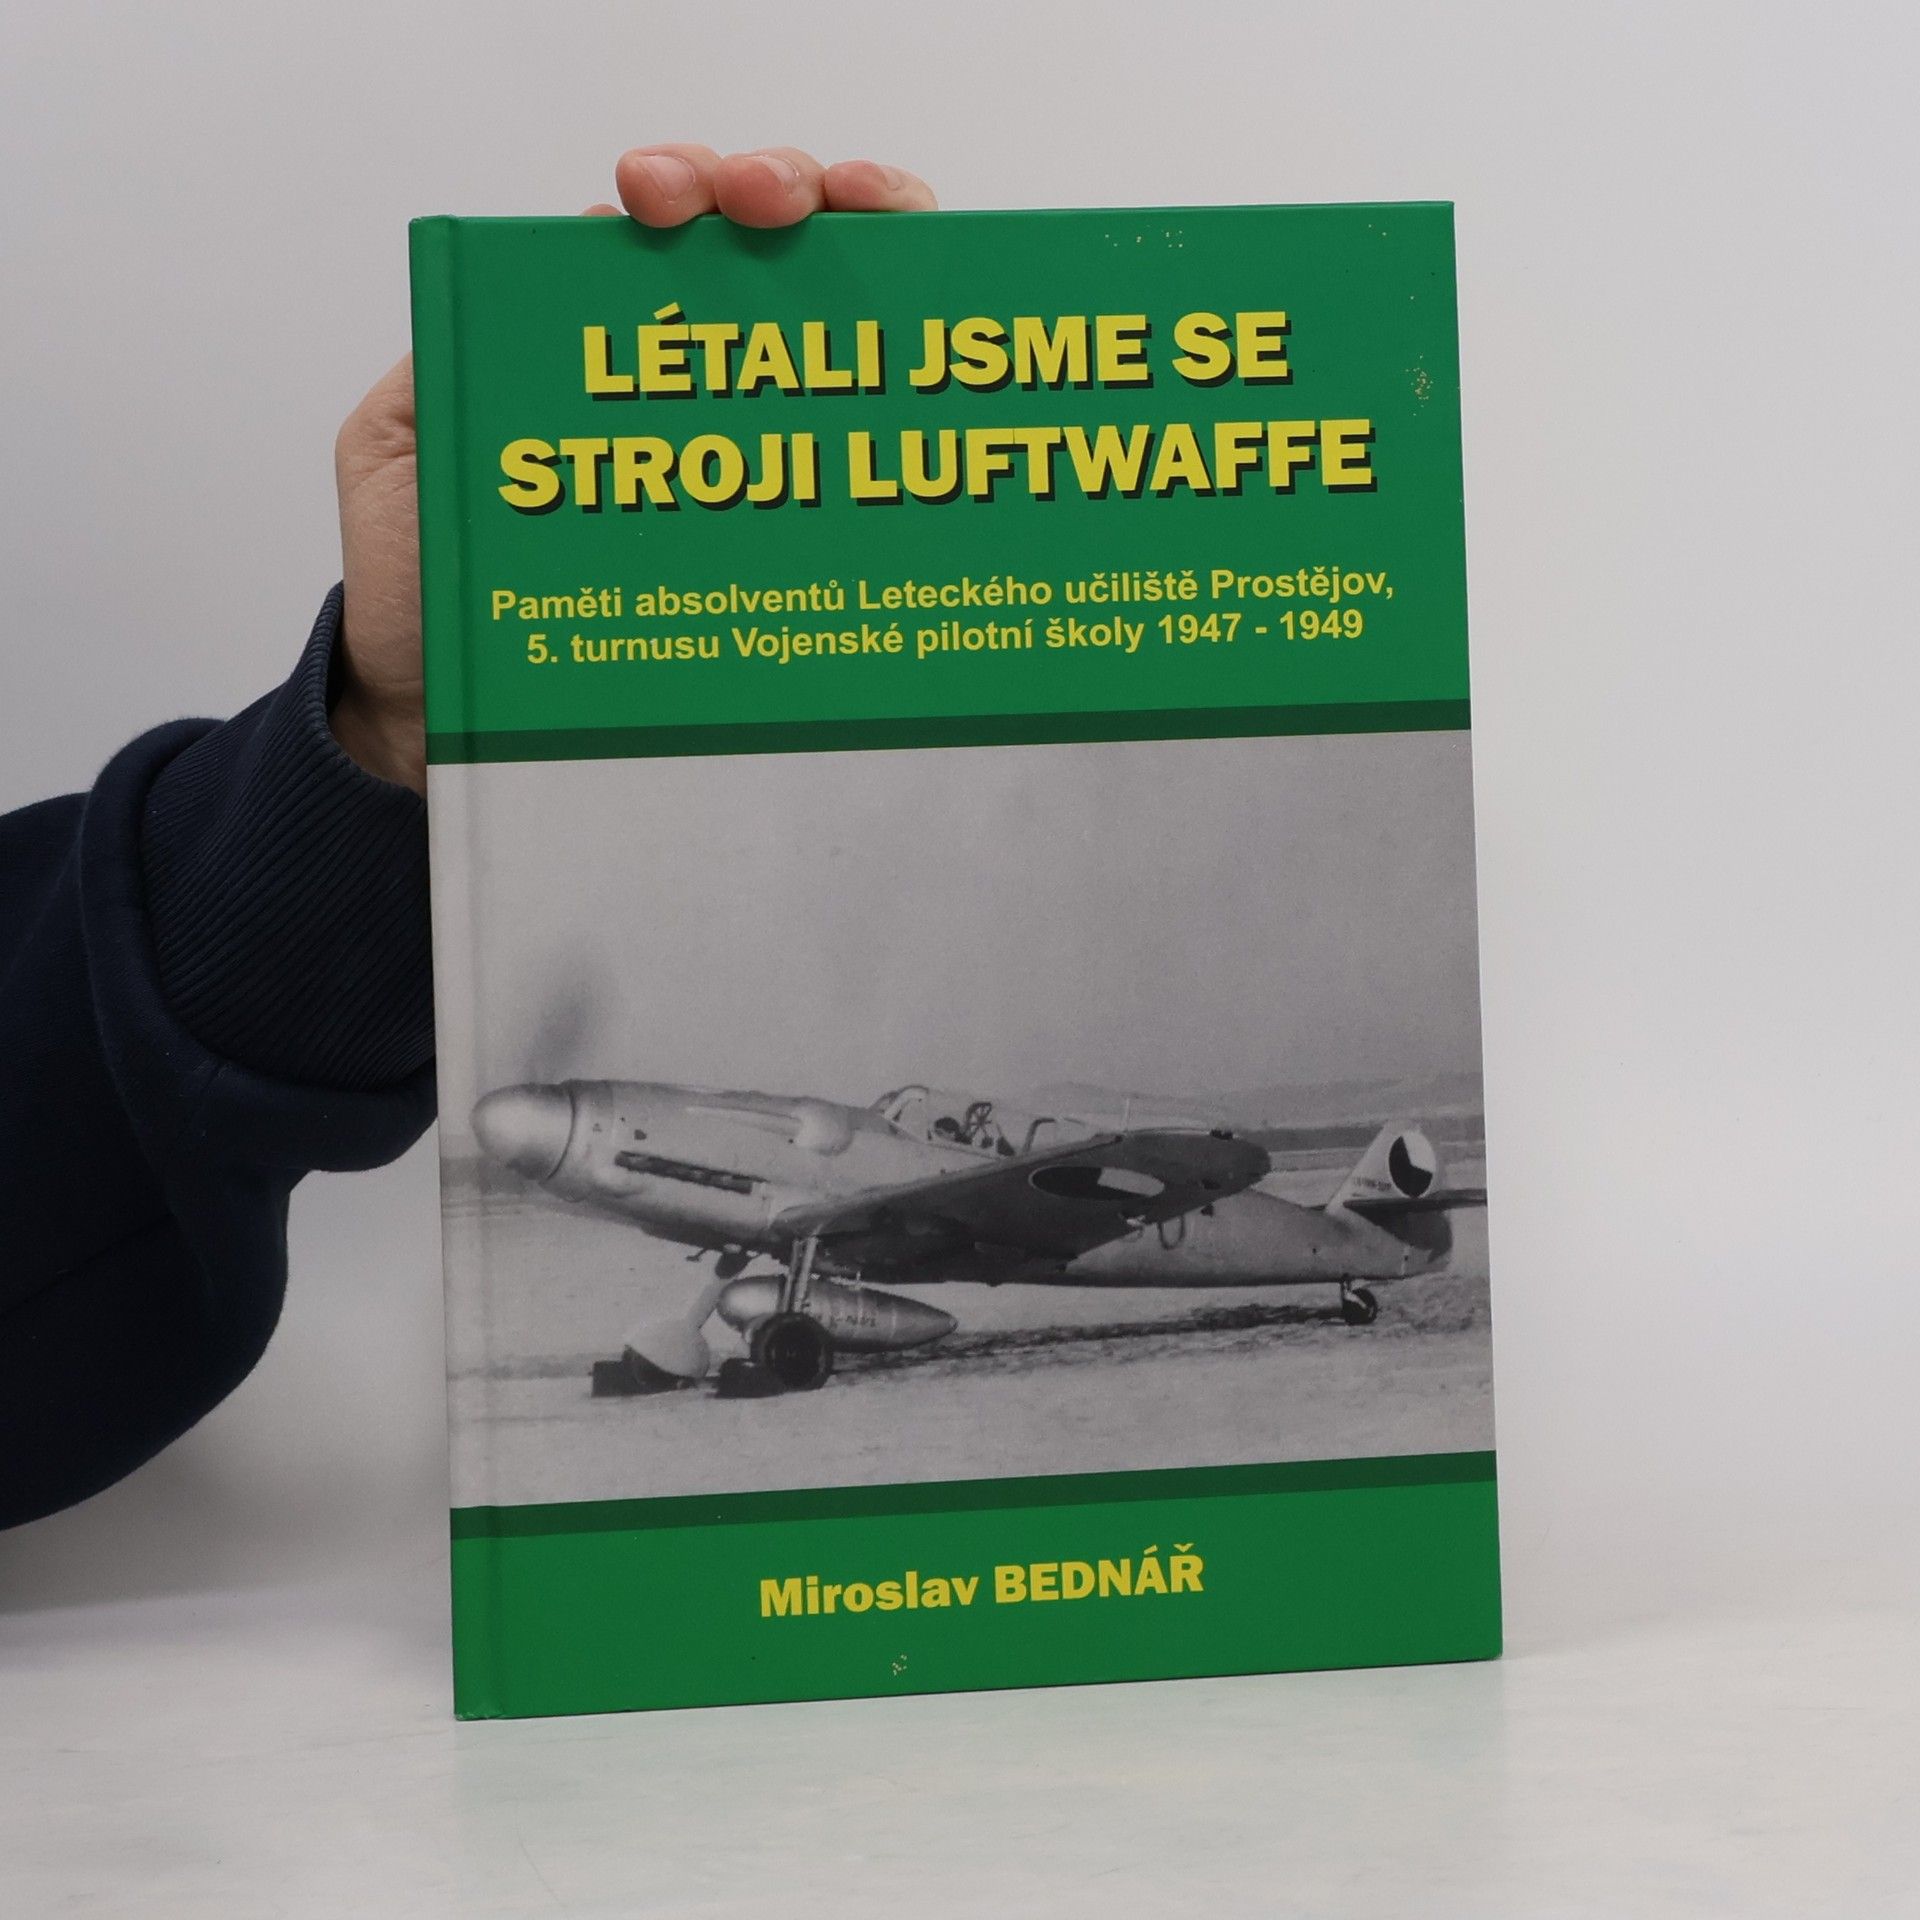 LÉTALI JSME SE
STROJI LUFTWAFFE
Paměti absolventů Leteckého učiliště Prostějov,
5. turnusu Vojenské pilotní školy 1947 - 1949
Miroslav BEDNÁŘ